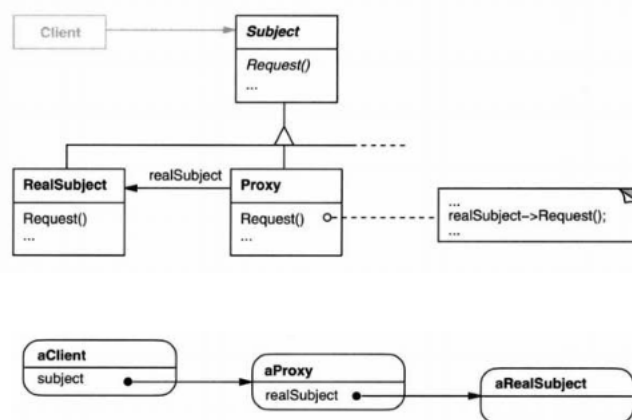 Client
Subject
Request()
...
realSubject
RealSubject
Request()
...
Proxy
Request()
...
...
realSubject->Request();
...
aClient
subject
aProxy
realSubject
aRealSubject